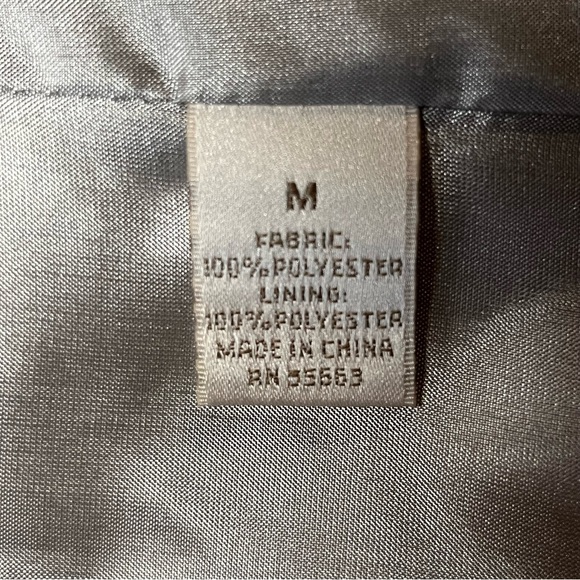 M
FABRIC:
100% POLYESTER
LINING:
100% POLYESTER
MADE IN CHINA
RN 55663